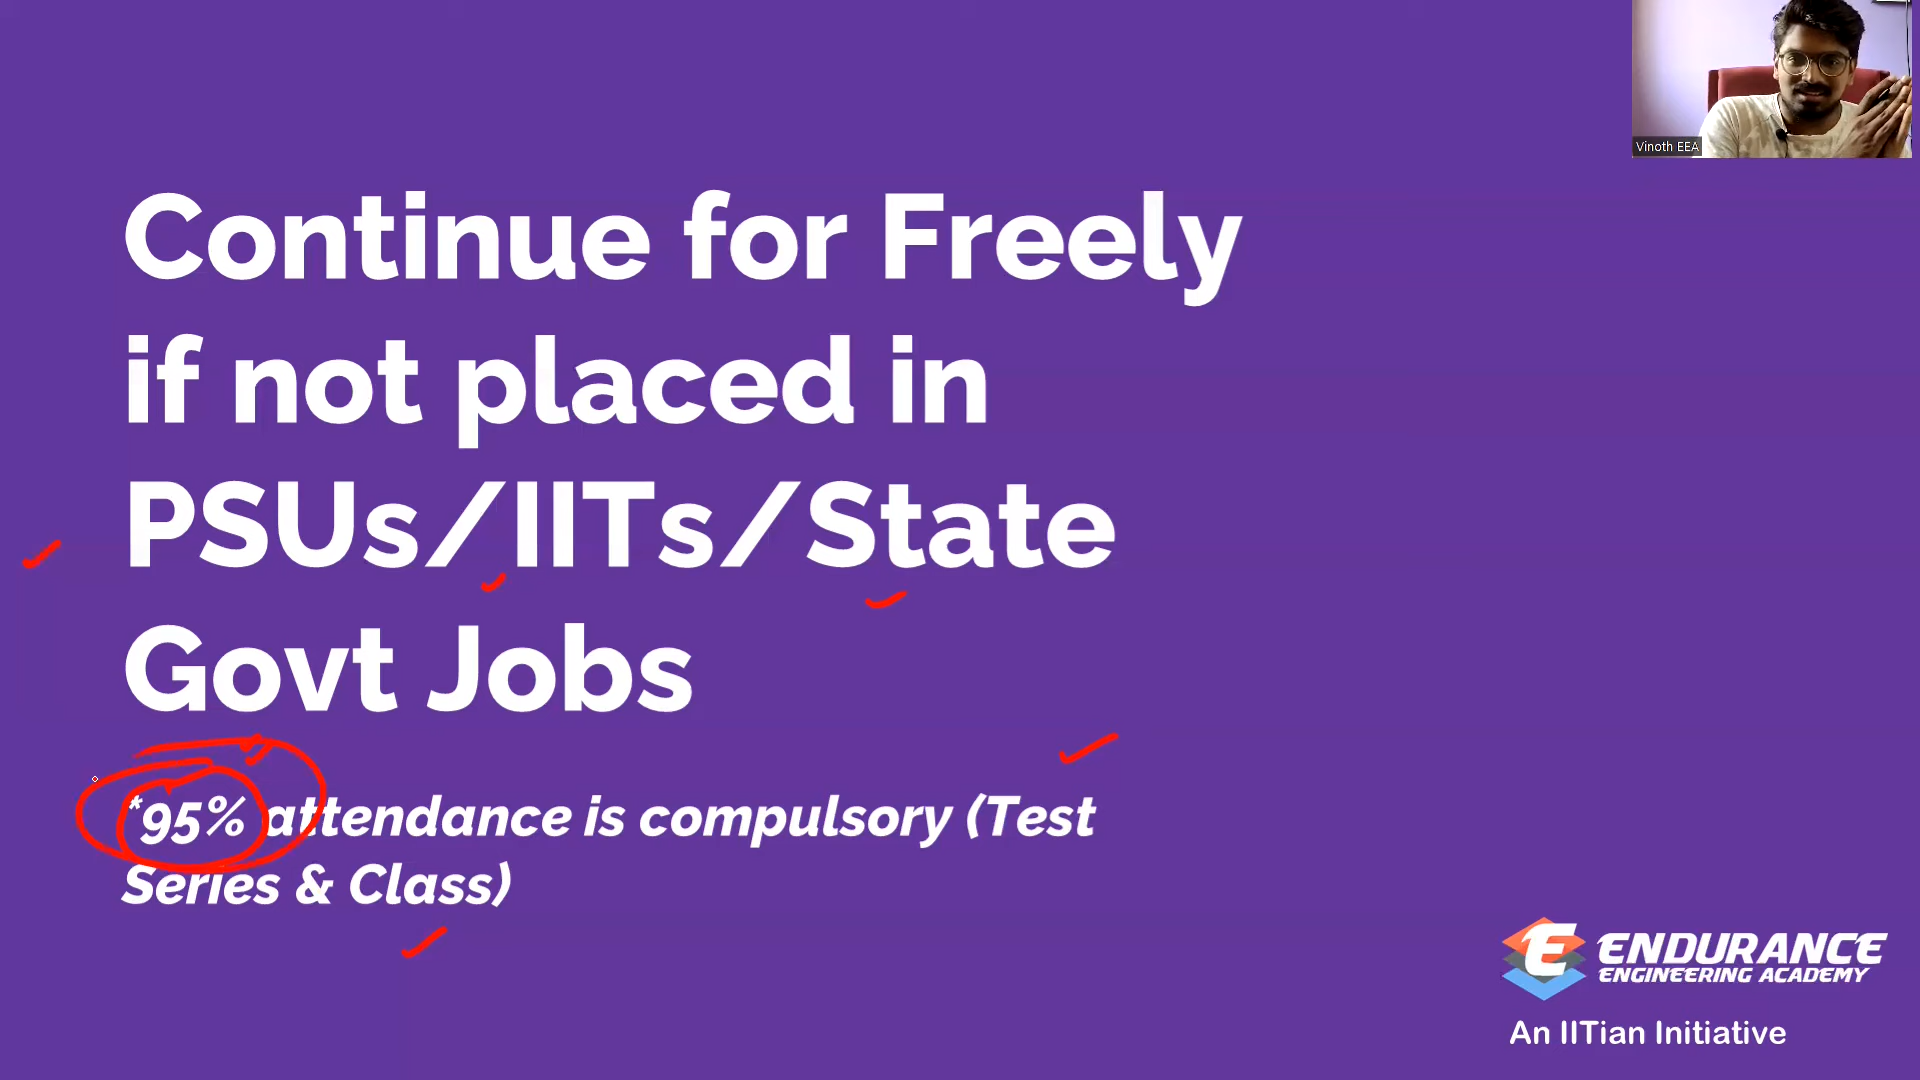 Vinoth EEA
Continue for Freely
if not placed in
PSUs/IITs/State
Govt Jobs
*95% attendance is compulsory (Test
Series & Class)
E ENDURANCE
ENGINEERING ACADEMY
An IITian Initiative